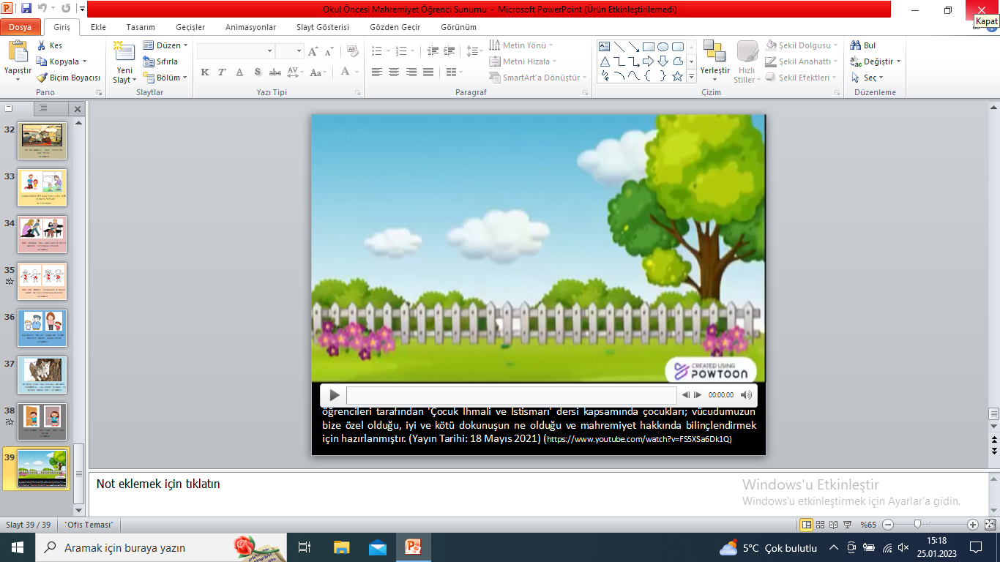 Okul Öncesi Mahremiyet Öğrenci Sunumu - Microsoft PowerPoint (Ürün Etkinleştirilemedi)
Kapat
Dosya Giriş Ekle Tasarım Geçişler Animasyonlar Slayt Gösterisi Gözden Geçir Görünüm
Yapıştır
Kes
Kopyala
Biçim Boyacısı
Pano
Yeni
Slayt
Düzen
Sıfırla
Bölüm
Slaytlar
K T A S abc AV Aa A
Yazı Tipi
Metin Yönü
Metni Hizala
SmartArt'a Dönüştür
Paragraf
Yerleştir
Hızlı
Stiller
Şekil Dolgusu
Şekil Anahattı
Şekil Efektleri
Çizim
Bul
Değiştir
Seç
Düzenleme
32
33
34
35
36
37
38
39
CREATED USING
POWTOON
00:00,00
öğrencileri tarafından 'Çocuk İhmali ve İstismarı' dersi kapsamında çocukları; vücudumuzun
bize özel olduğu, iyi ve kötü dokunuşun ne olduğu ve mahremiyet hakkında bilinçlendirmek
için hazırlanmıştır. (Yayın Tarihi: 18 Mayıs 2021) (https://www.youtube.com/watch?v=FS5XSa6Dk1Q)
Not eklemek için tıklatın
Windows'u Etkinleştir
Windows'u etkinleştirmek için Ayarlar'a gidin.
Slayt 39 / 39 "Ofis Teması" %65
Aramak için buraya yazın
5°C Çok bulutlu
15:18
25.01.2023